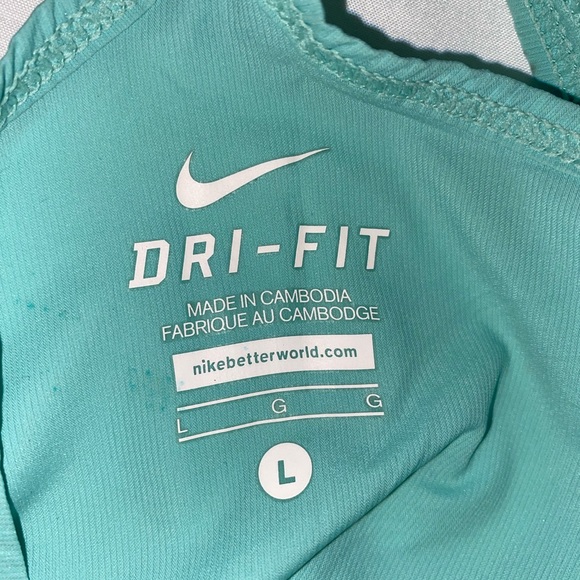 DRI-FIT
MADE IN CAMBODIA
FABRIQUE AU CAMBODGE
nikebetterworld.com
L G G
L